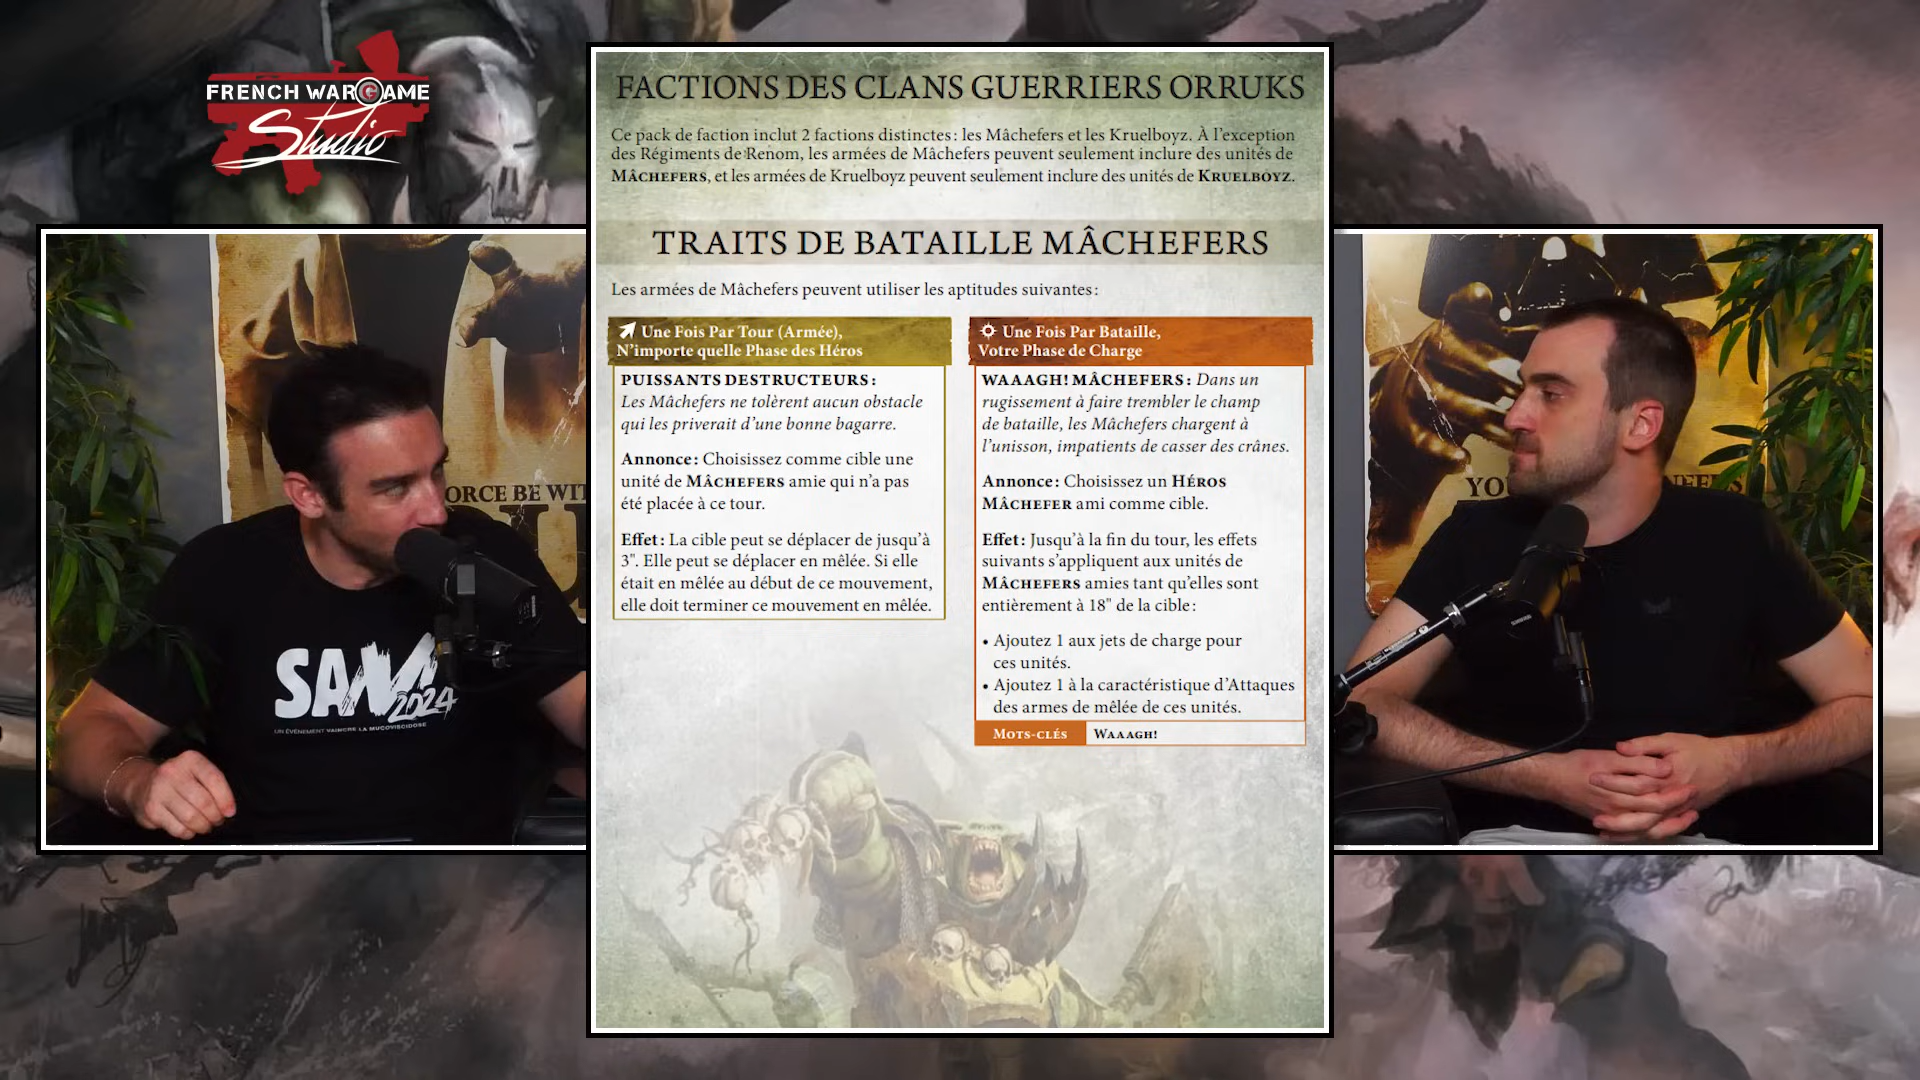 FRENCH WARGAME
Studio
FACTIONS DES CLANS GUERRIERS ORRUKS
Ce pack de faction inclut 2 factions distinctes : les Mâchefers et les Kruelboyz. À l'exception
des Régiments de Renom, les armées de Mâchefers peuvent seulement inclure des unités de
MÂCHEFERS, et les armées de Kruelboyz peuvent seulement inclure des unités de KRUELBOYZ.
TRAITS DE BATAILLE MÂCHEFERS
Les armées de Mâchefers peuvent utiliser les aptitudes suivantes :
Une Fois Par Tour (Armée),
N'importe quelle Phase des Héros
PUISSANTS DESTRUCTEURS :
Les Mâchefers ne tolèrent aucun obstacle
qui les priverait d'une bonne bagarre.
Annonce : Choisissez comme cible une
unité de MÂCHEFERS amie qui n'a pas
été placée à ce tour.
Effet : La cible peut se déplacer de jusqu'à
3". Elle peut se déplacer en mêlée. Si elle
était en mêlée au début de ce mouvement,
elle doit terminer ce mouvement en mêlée.
Une Fois Par Bataille,
Votre Phase de Charge
WAAAGH! MÂCHEFERS : Dans un
rugissement à faire trembler le champ
de bataille, les Mâchefers chargent à
l'unisson, impatients de casser des crânes.
Annonce : Choisissez un HÉROS
MÂCHEFER ami comme cible.
Effet : Jusqu'à la fin du tour, les effets
suivants s'appliquent aux unités de
MÂCHEFERS amies tant qu'elles sont
entièrement à 18" de la cible :
• Ajoutez 1 aux jets de charge pour
ces unités.
• Ajoutez 1 à la caractéristique d'Attaques
des armes de mêlée de ces unités.
MOTS-CLÉS WAAAGH!
ORCE BE WIT
SAM
2024
UN ÉVÉNEMENT VAINCRE LA MUCOVISCIDOSE
YO